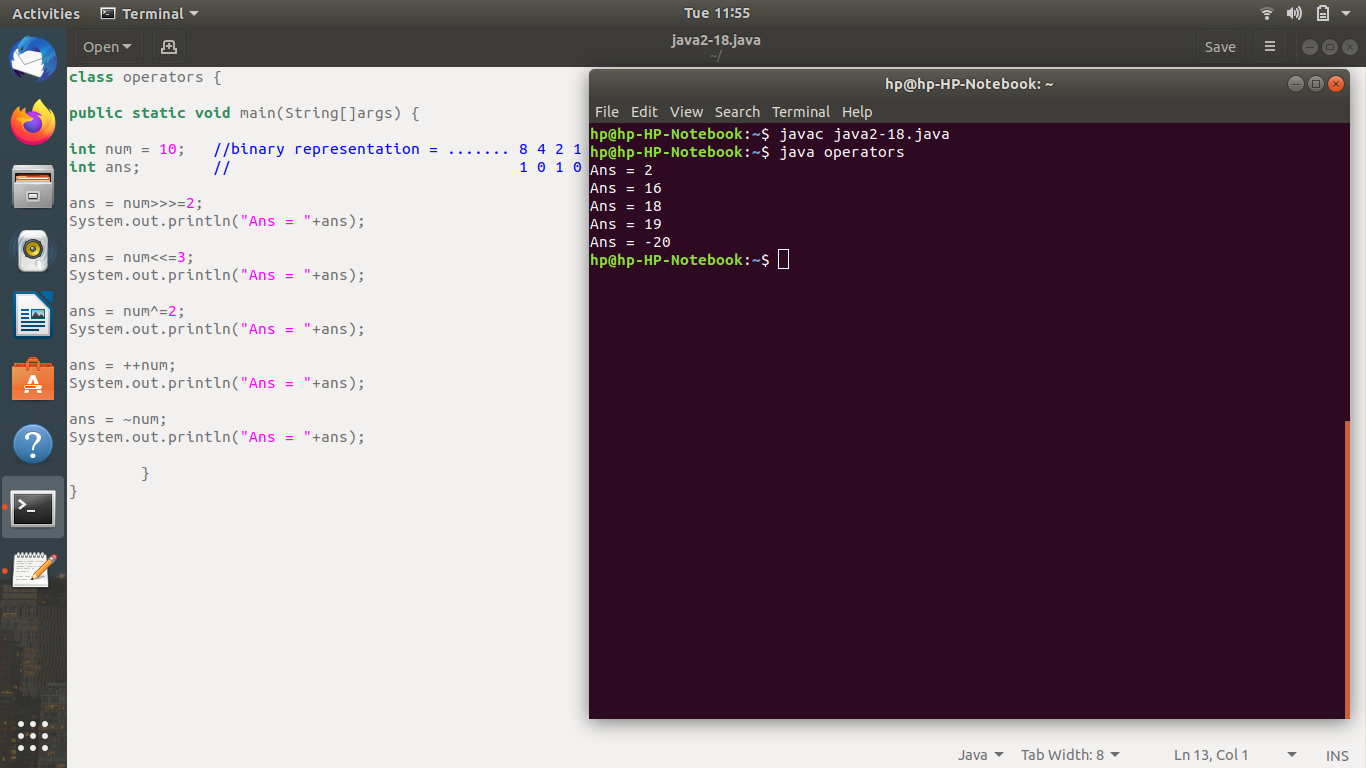 Activities Terminal Tue 11:55
Open java2-18.java Save
~/
class operators {
public static void main(String[]args) {
int num = 10; //binary representation = ....... 8 4 2 1
int ans; // 1 0 1 0
ans = num>>>=2;
System.out.println("Ans = "+ans);
ans = num<<=3;
System.out.println("Ans = "+ans);
ans = num^=2;
System.out.println("Ans = "+ans);
ans = ++num;
System.out.println("Ans = "+ans);
ans = ~num;
System.out.println("Ans = "+ans);
}
}
hp@hp-HP-Notebook: ~
File Edit View Search Terminal Help
hp@hp-HP-Notebook:~$ javac java2-18.java
hp@hp-HP-Notebook:~$ java operators
Ans = 2
Ans = 16
Ans = 18
Ans = 19
Ans = -20
hp@hp-HP-Notebook:~$
Java Tab Width: 8 Ln 13, Col 1 INS